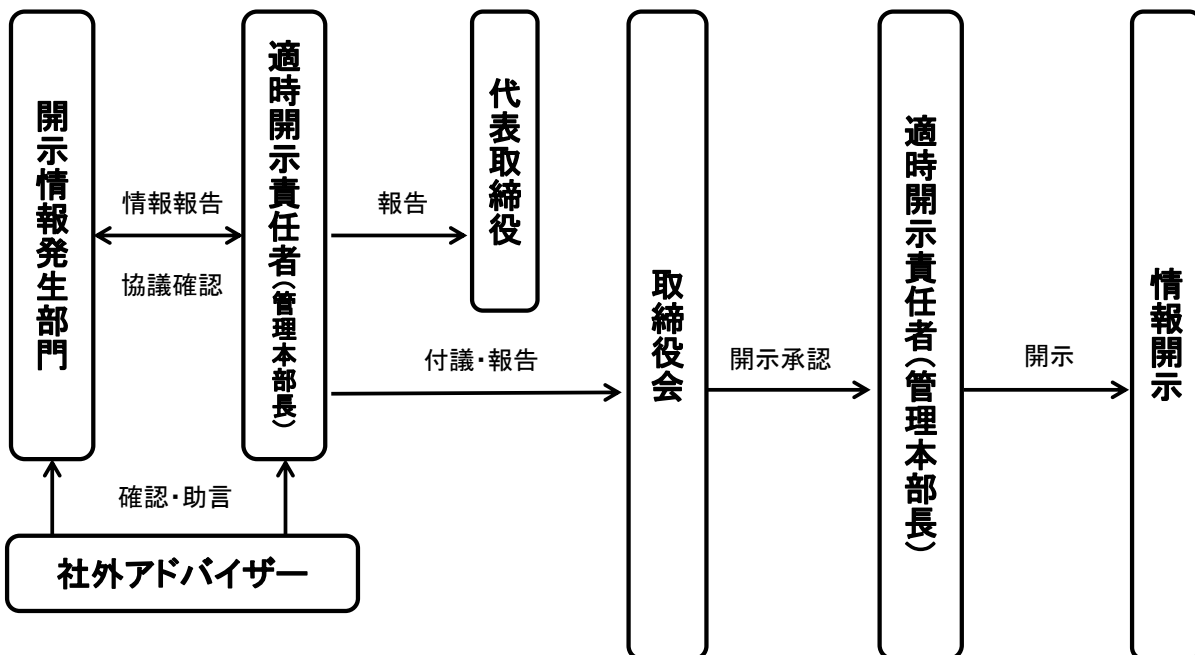 開示情報発生部門
情報報告
協議確認
適時開示責任者(管理本部長)
報告
代表取締役
付議・報告
取締役会
開示承認
適時開示責任者(管理本部長)
開示
情報開示
確認・助言
社外アドバイザー